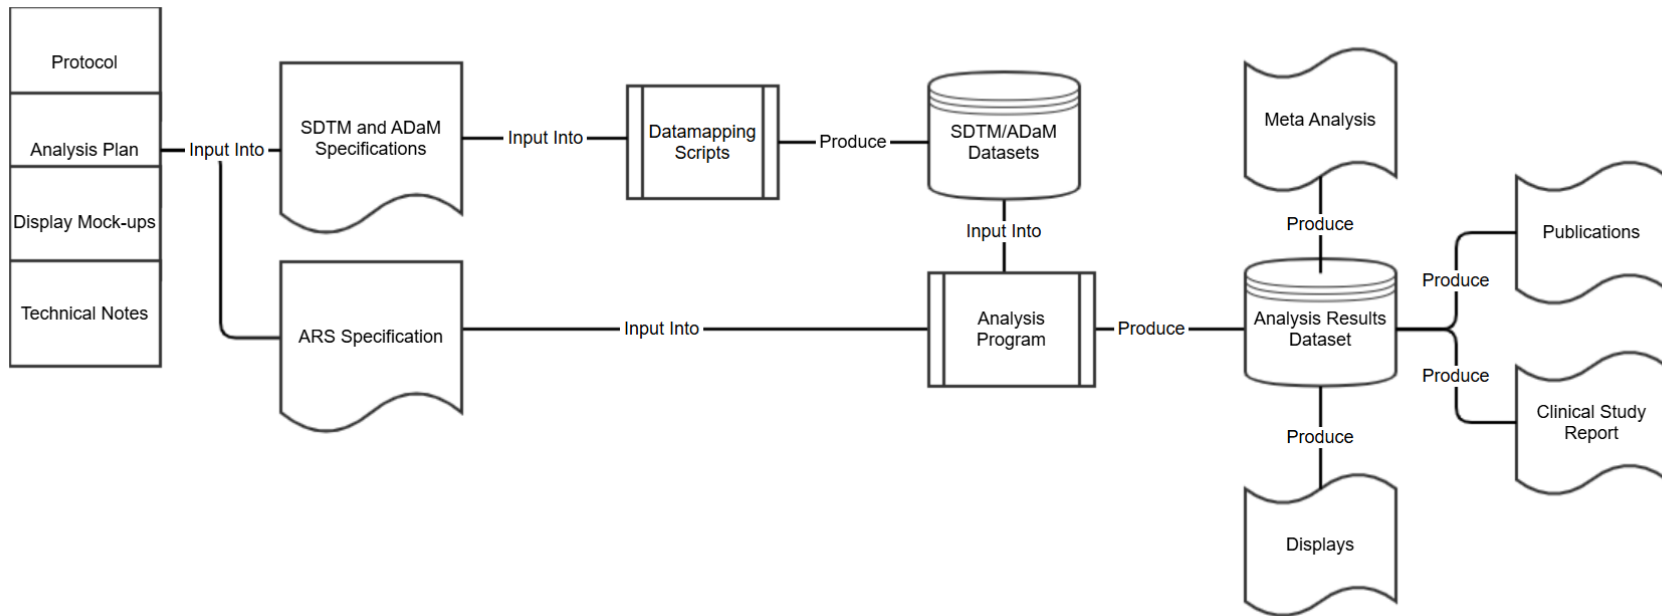 Protocol
Analysis Plan
Display Mock-ups
Technical Notes
Input Into
SDTM and ADaM
Specifications
Input Into
Datamapping
Scripts
Produce
SDTM/ADaM
Datasets
Input Into
ARS Specification
Input Into
Analysis
Program
Produce
Analysis Results
Dataset
Produce
Meta Analysis
Produce
Publications
Produce
Clinical Study
Report
Produce
Displays